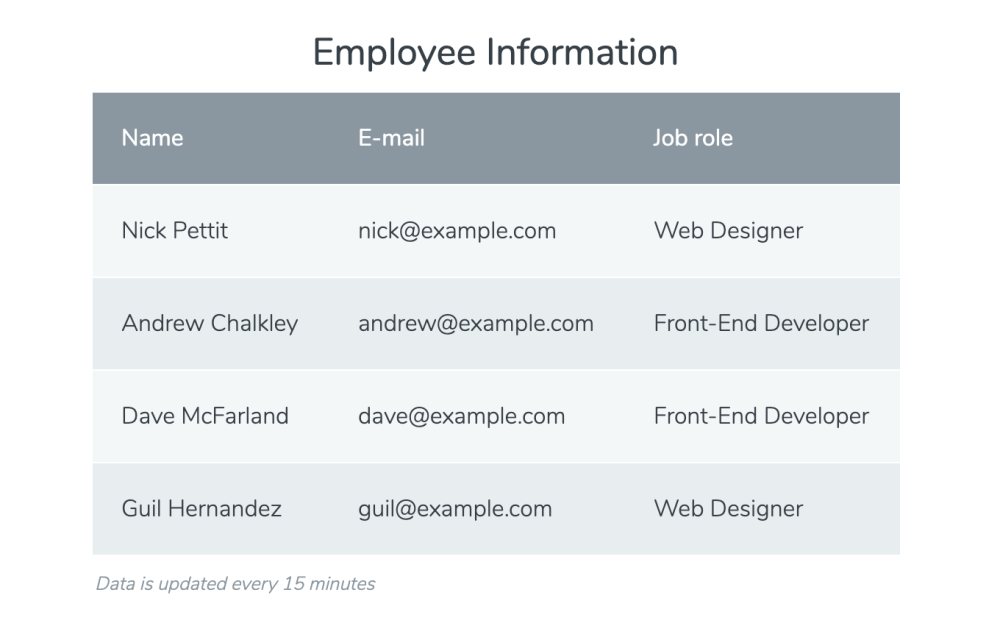 Employee Information
Name E-mail Job role
Nick Pettit nick@example.com Web Designer
Andrew Chalkley andrew@example.com Front-End Developer
Dave McFarland dave@example.com Front-End Developer
Guil Hernandez guil@example.com Web Designer
Data is updated every 15 minutes